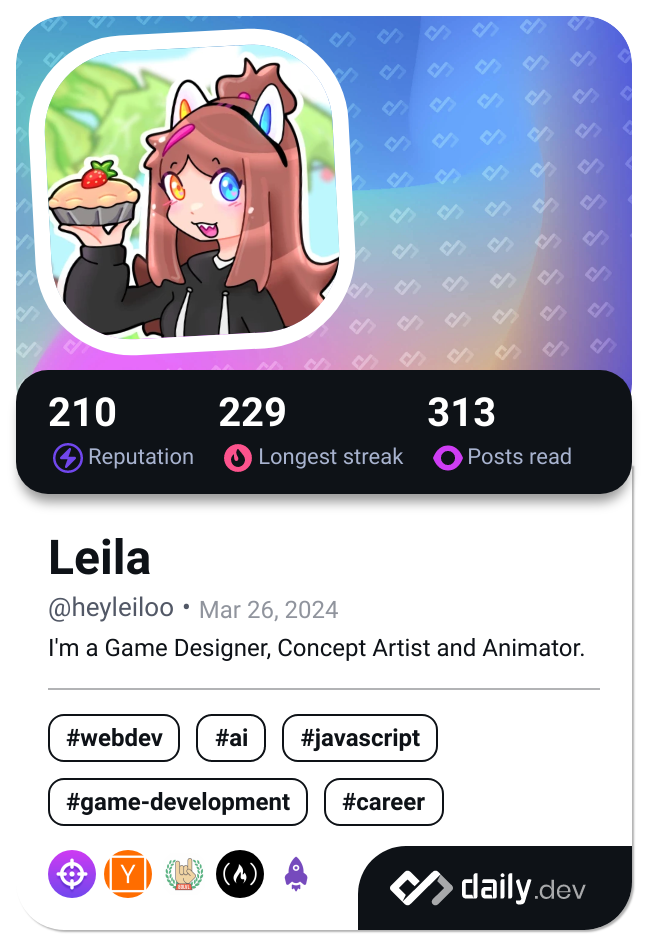 210 229 313
Reputation Longest streak Posts read
Leila
@heyleiloo • Mar 26, 2024
I'm a Game Designer, Concept Artist and Animator.
#webdev #ai #javascript
#game-development #career
Y
daily.dev